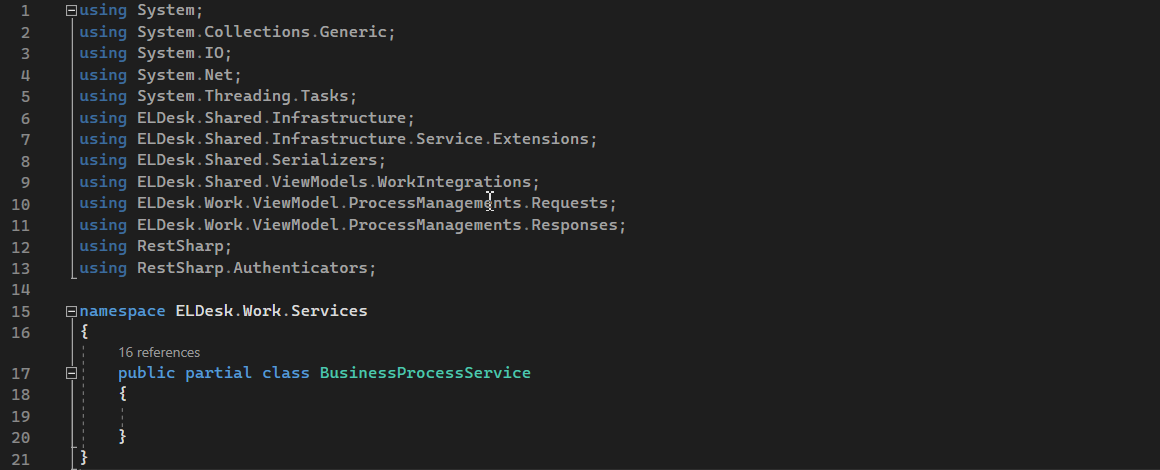 1 using System;
2 using System.Collections.Generic;
3 using System.IO;
4 using System.Net;
5 using System.Threading.Tasks;
6 using ELDesk.Shared.Infrastructure;
7 using ELDesk.Shared.Infrastructure.Service.Extensions;
8 using ELDesk.Shared.Serializers;
9 using ELDesk.Shared.ViewModels.WorkIntegrations;
10 using ELDesk.Work.ViewModel.ProcessManagements.Requests;
11 using ELDesk.Work.ViewModel.ProcessManagements.Responses;
12 using RestSharp;
13 using RestSharp.Authenticators;
14
15 namespace ELDesk.Work.Services
16 {
16 references
17 public partial class BusinessProcessService
18 {
19
20 }
21 }